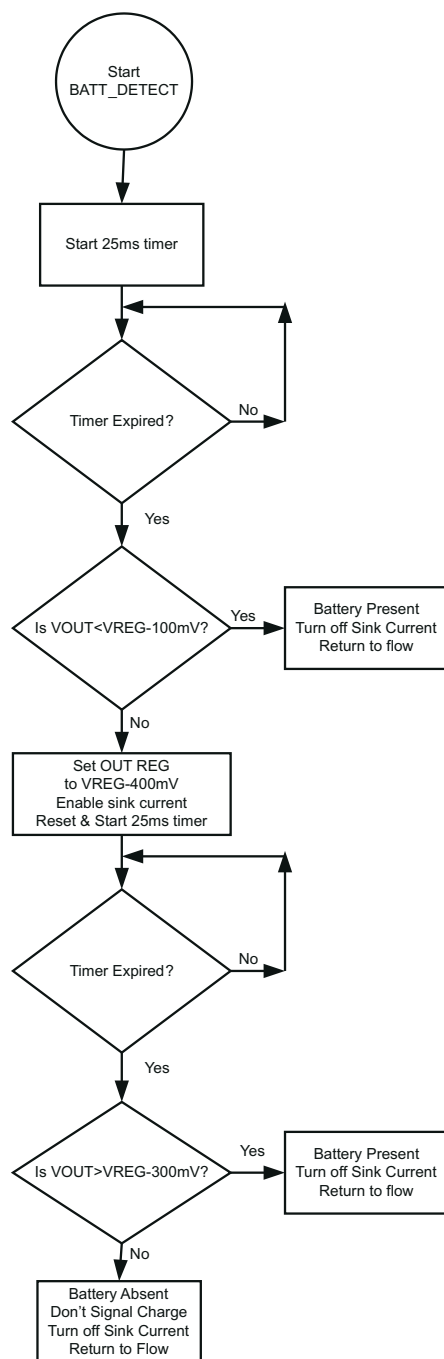 Start
BATT_DETECT
Start 25ms timer
Timer Expired?
No
Yes
Is VOUT<VREG-100mV?
Yes
Battery Present
Turn off Sink Current
Return to flow
No
Set OUT REG
to VREG-400mV
Enable sink current
Reset & Start 25ms timer
Timer Expired?
No
Yes
Is VOUT>VREG-300mV?
Yes
Battery Present
Turn off Sink Current
Return to flow
No
Battery Absent
Don't Signal Charge
Turn off Sink Current
Return to Flow